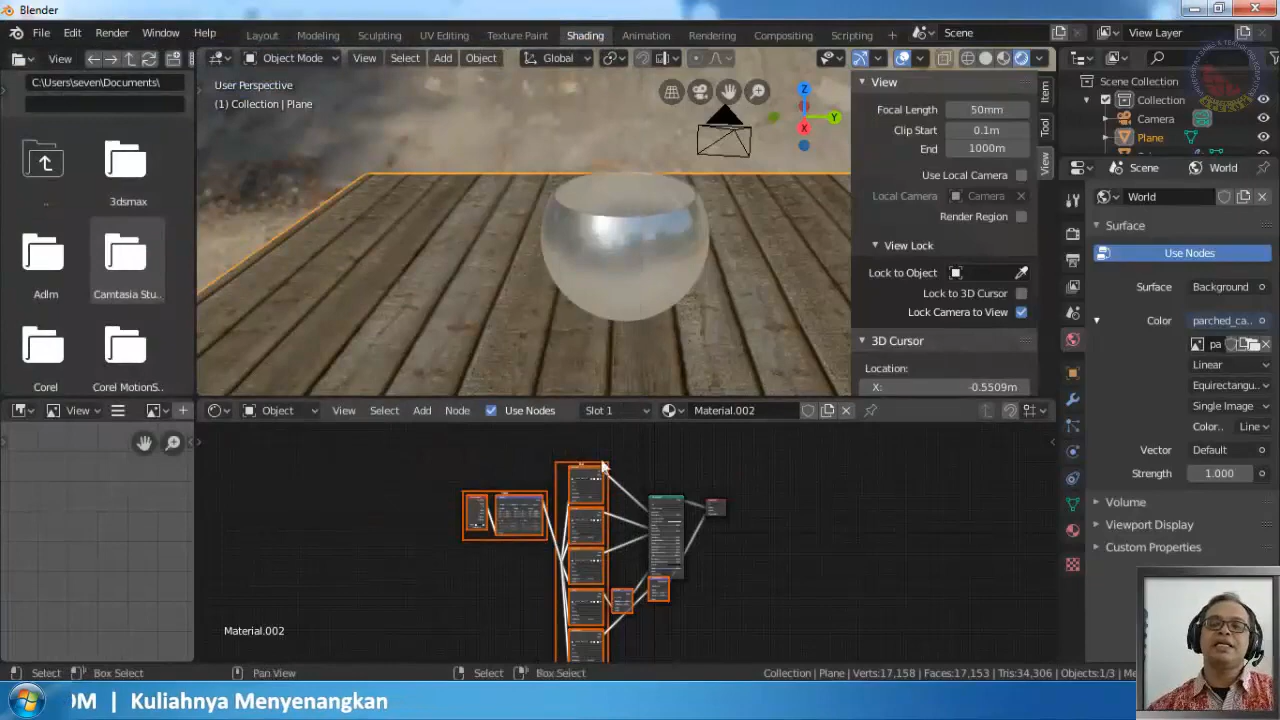 Blender
File Edit Render Window Help
Layout Modeling Sculpting UV Editing Texture Paint Shading Animation Rendering Compositing Scripting
Scene
View Layer
View
Object Mode View Select Add Object Global
C:\Users\seven\Documents\
..
3dsmax
Adlm
Camtasia Stu..
Corel
Corel MotionS..
User Perspective
(1) Collection | Plane
Z
Y
X
View
Focal Length 50mm
Clip Start 0.1m
End 1000m
Use Local Camera
Local Camera Camera
Render Region
View Lock
Lock to Object
Lock to 3D Cursor
Lock Camera to View
3D Cursor
Location:
X: -0.5509m
Item
Tool
View
Scene Collection
Collection
Camera
Plane
Scene World
World
Surface
Use Nodes
Surface Background
Color parched_ca..
pa
Linear
Equirectangu..
Single Image
Color.. Line
Vector Default
Strength 1.000
Volume
Viewport Display
Custom Properties
View
Object View Select Add Node Use Nodes Slot 1 Material.002
Material.002
Select Box Select Pan View Select Box Select
Collection | Plane | Verts:17,158 | Faces:17,153 | Tris:34,306 | Objects:1/3 | Me
OM | Kuliahnya Menyenangkan